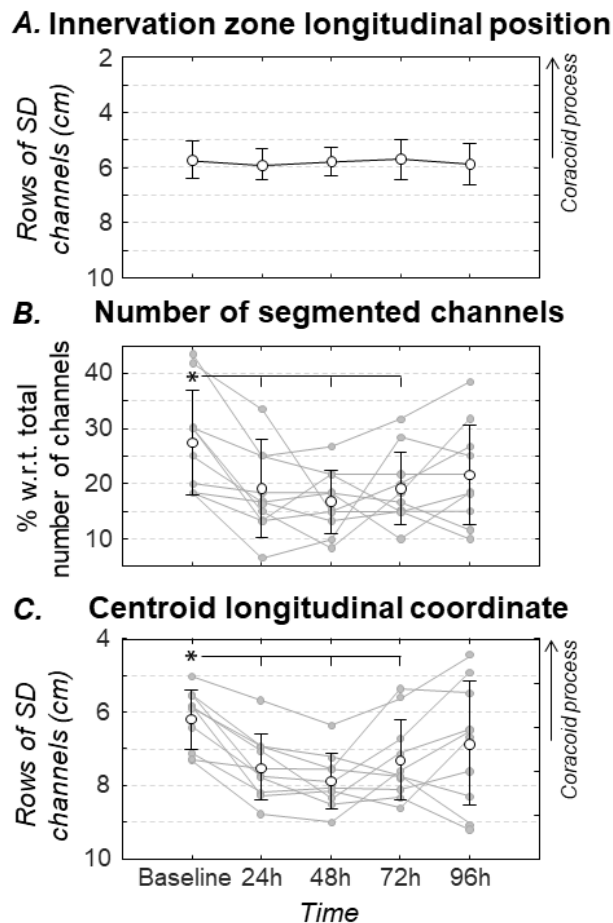 A. Innervation zone longitudinal position
Rows of SD
channels (cm)
2
4
6
8
10
Coracoid process
B. Number of segmented channels
% w.r.t. total
number of channels
40
30
20
10
*
C. Centroid longitudinal coordinate
Rows of SD
channels (cm)
4
6
8
10
*
Coracoid process
Baseline 24h 48h 72h 96h
Time